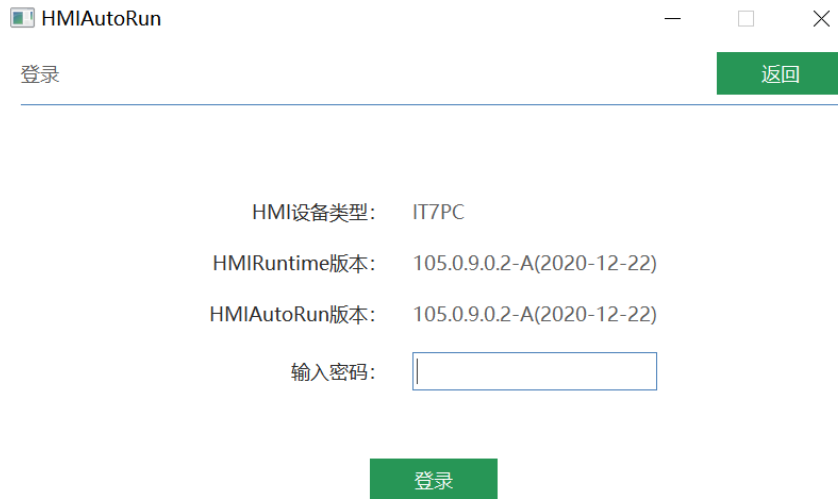 HMIAutoRun
登录 返回
HMI设备类型： IT7PC
HMIRuntime版本： 105.0.9.0.2-A(2020-12-22)
HMIAutoRun版本： 105.0.9.0.2-A(2020-12-22)
输入密码：
登录